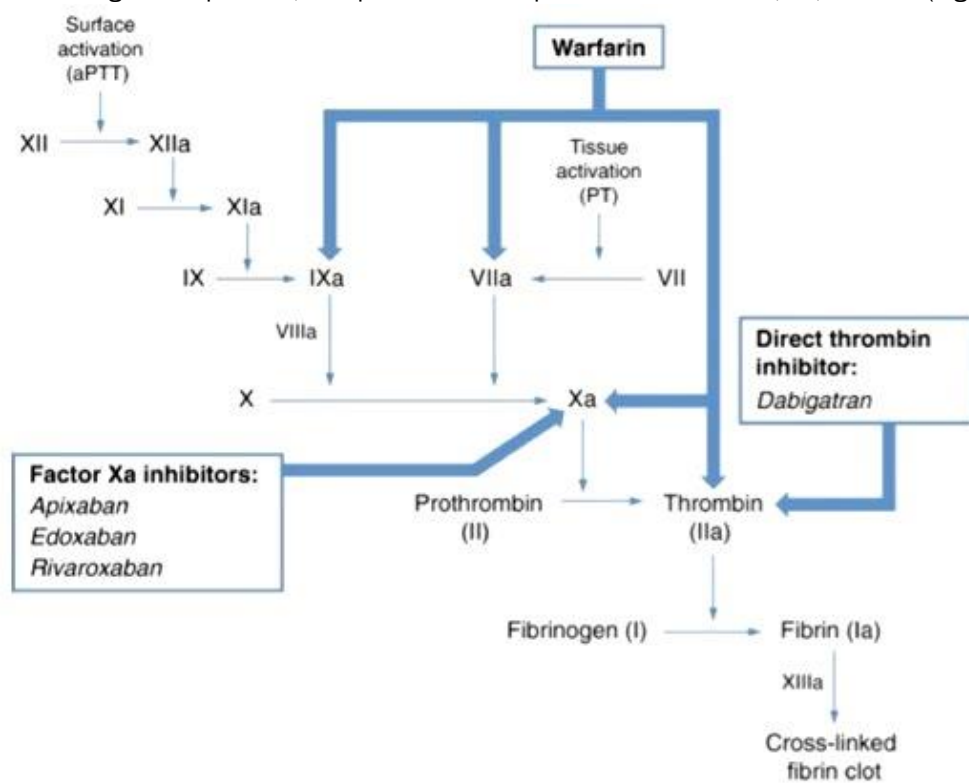 Surface
activation
(aPTT)
Warfarin
XII
XIIa
Tissue
activation
(PT)
XI
XIa
IX
IXa
VIIa
VII
VIIIa
Direct thrombin
inhibitor:
Dabigatran
X
Xa
Factor Xa inhibitors:
Apixaban
Edoxaban
Rivaroxaban
Prothrombin
(II)
Thrombin
(IIa)
Fibrinogen (I)
Fibrin (Ia)
XIIIa
Cross-linked
fibrin clot